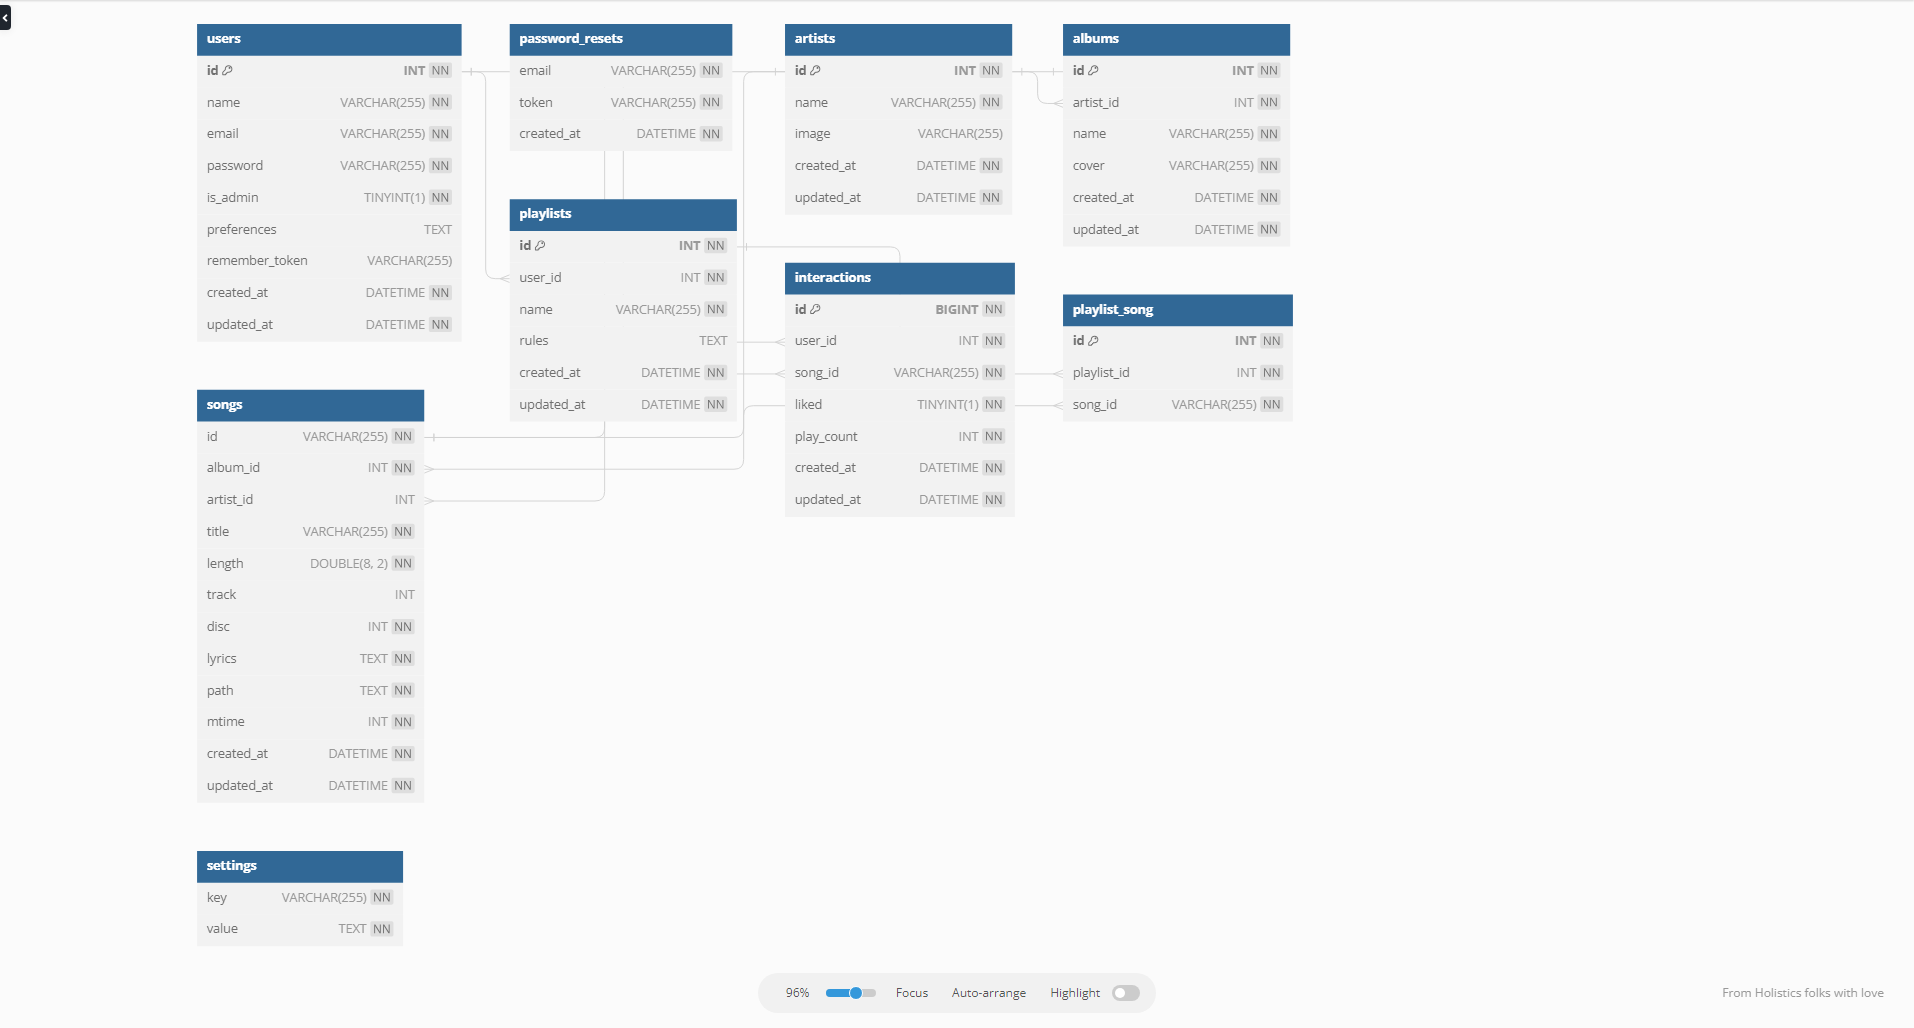 users
id INT NN
name VARCHAR(255) NN
email VARCHAR(255) NN
password VARCHAR(255) NN
is_admin TINYINT(1) NN
preferences TEXT
remember_token VARCHAR(255)
created_at DATETIME NN
updated_at DATETIME NN
password_resets
email VARCHAR(255) NN
token VARCHAR(255) NN
created_at DATETIME NN
artists
id INT NN
name VARCHAR(255) NN
image VARCHAR(255)
created_at DATETIME NN
updated_at DATETIME NN
albums
id INT NN
artist_id INT NN
name VARCHAR(255) NN
cover VARCHAR(255) NN
created_at DATETIME NN
updated_at DATETIME NN
playlists
id INT NN
user_id INT NN
name VARCHAR(255) NN
rules TEXT
created_at DATETIME NN
updated_at DATETIME NN
interactions
id BIGINT NN
user_id INT NN
song_id VARCHAR(255) NN
liked TINYINT(1) NN
play_count INT NN
created_at DATETIME NN
updated_at DATETIME NN
playlist_song
id INT NN
playlist_id INT NN
song_id VARCHAR(255) NN
songs
id VARCHAR(255) NN
album_id INT NN
artist_id INT
title VARCHAR(255) NN
length DOUBLE(8, 2) NN
track INT
disc INT NN
lyrics TEXT NN
path TEXT NN
mtime INT NN
created_at DATETIME NN
updated_at DATETIME NN
settings
key VARCHAR(255) NN
value TEXT NN
96% Focus Auto-arrange Highlight
From Holistics folks with love